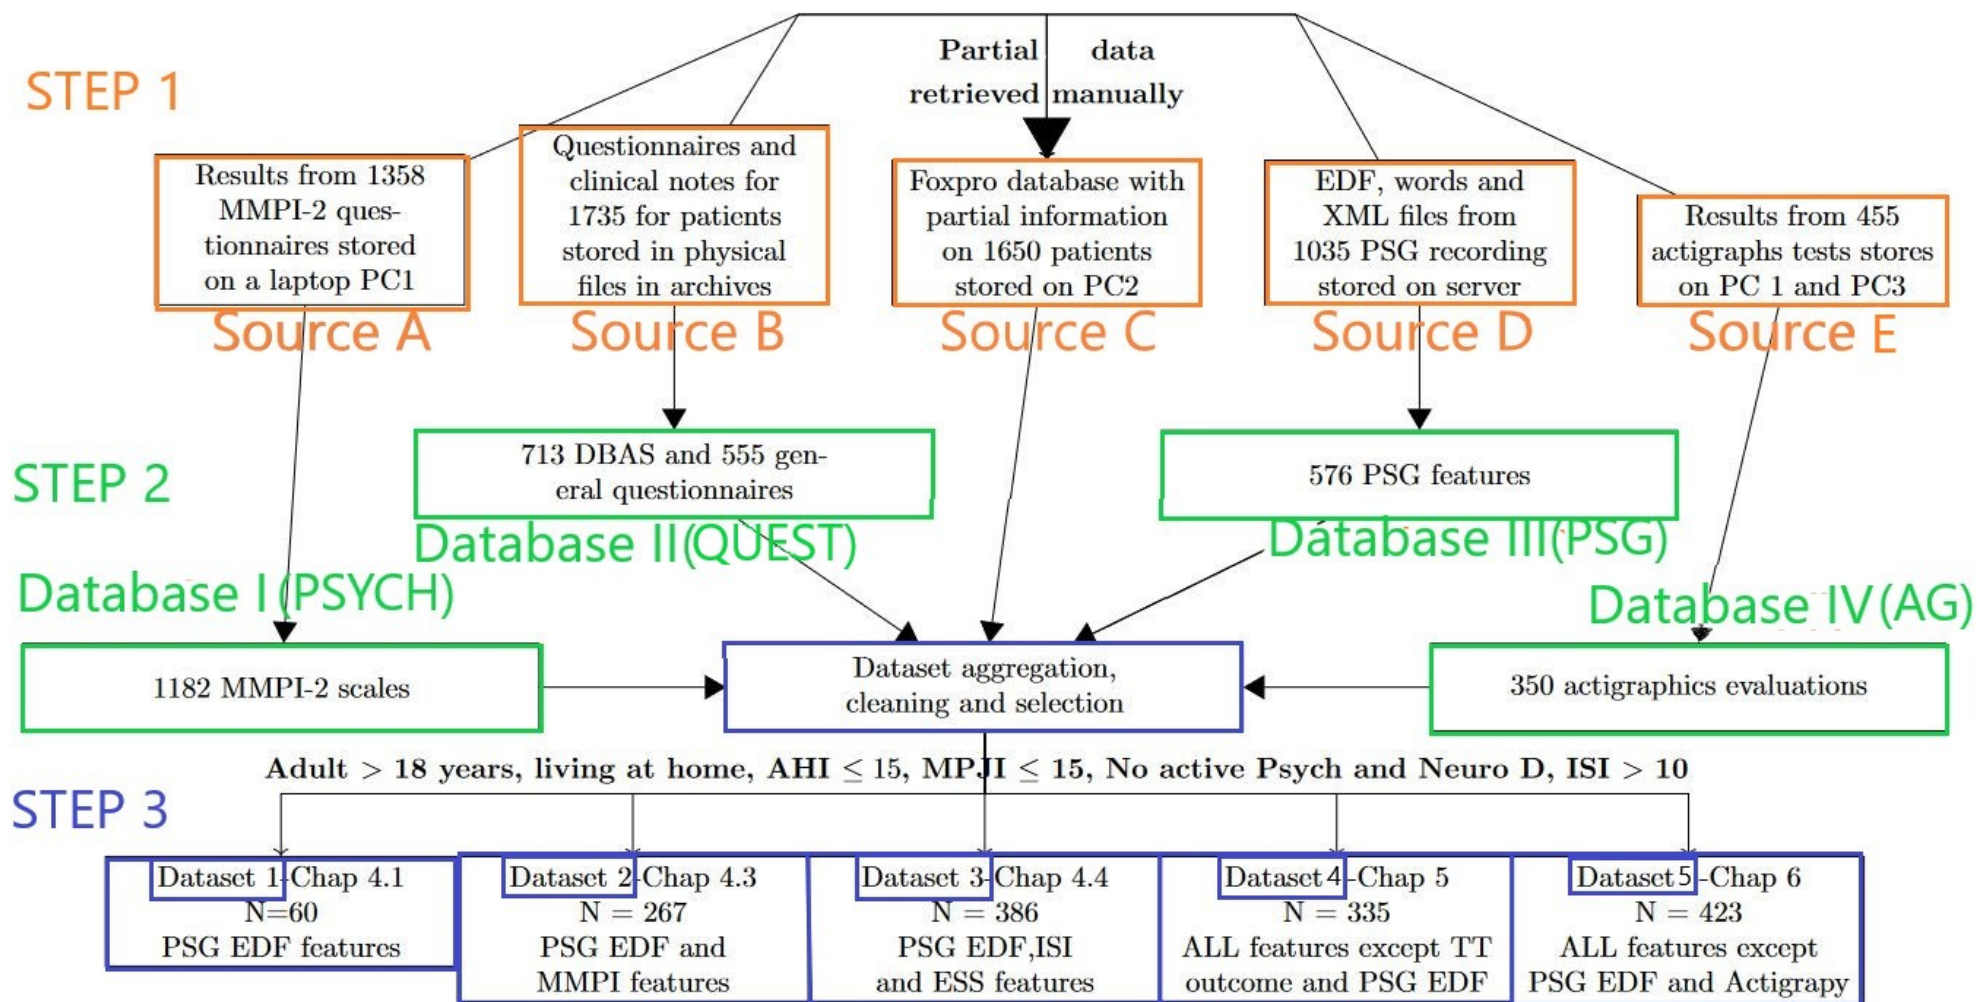 Partial data
retrieved manually
STEP 1
Results from 1358
MMPI-2 ques-
tionnaires stored
on a laptop PC1
Source A
Questionnaires and
clinical notes for
1735 for patients
stored in physical
files in archives
Source B
Foxpro database with
partial information
on 1650 patients
stored on PC2
Source C
EDF, words and
XML files from
1035 PSG recording
stored on server
Source D
Results from 455
actigraphs tests stores
on PC 1 and PC3
Source E
STEP 2
713 DBAS and 555 gen-
eral questionnaires
Database II(QUEST)
576 PSG features
Database III(PSG)
Database I(PSYCH)
1182 MMPI-2 scales
Dataset aggregation,
cleaning and selection
Database IV(AG)
350 actigraphics evaluations
Adult > 18 years, living at home, AHI ≤ 15, MPJI ≤ 15, No active Psych and Neuro D, ISI > 10
STEP 3
Dataset 1-Chap 4.1
N=60
PSG EDF features
Dataset 2-Chap 4.3
N = 267
PSG EDF and
MMPI features
Dataset 3-Chap 4.4
N = 386
PSG EDF,ISI
and ESS features
Dataset4-Chap 5
N = 335
ALL features except TT
outcome and PSG EDF
Dataset5-Chap 6
N = 423
ALL features except
PSG EDF and Actigrapy